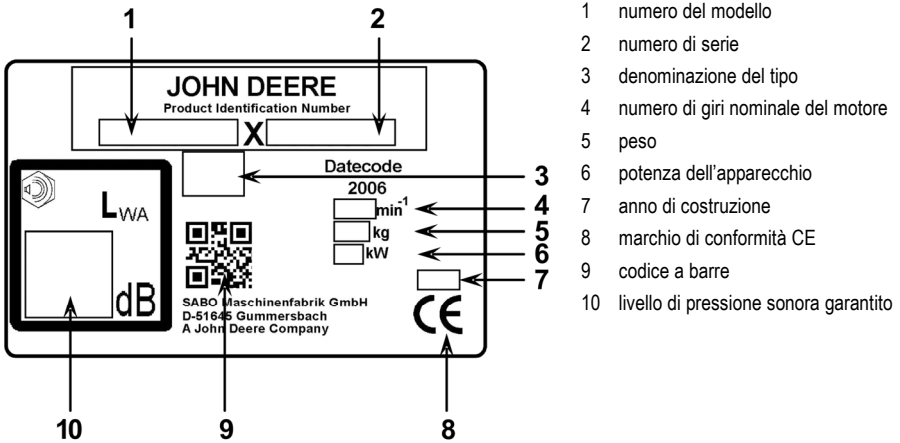 1 2
JOHN DEERE
Product Identification Number
X
Datecode
2006
LWA
dB
min-1
kg
kW
SABO Maschinenfabrik GmbH
D-51645 Gummersbach
A John Deere Company
CE
3
4
5
6
7
10 9 8
1 numero del modello
2 numero di serie
3 denominazione del tipo
4 numero di giri nominale del motore
5 peso
6 potenza dell’apparecchio
7 anno di costruzione
8 marchio di conformità CE
9 codice a barre
10 livello di pressione sonora garantito